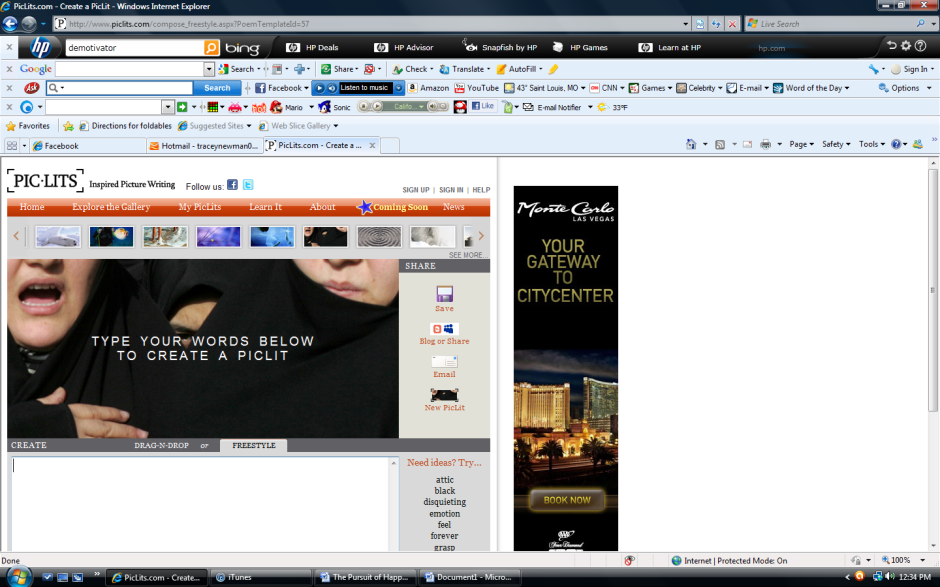 PicLits.com - Create a PicLit - Windows Internet Explorer
http://www.piclits.com/compose_freestyle.aspx?PoemTemplateId=57
Live Search
hp
demotivator
bing
HP Deals
HP Advisor
Snapfish by HP
HP Games
Learn at HP
hp.com
Google
Search
Share
Check
Translate
AutoFill
Sign In
Ask
Search
Facebook
Listen to music
Amazon
YouTube
43° Saint Louis, MO
CNN
Games
Celebrity
E-mail
Word of the Day
Options
Mario
Sonic
Califo...
Like
E-mail Notifier
33°F
Favorites
Directions for foldables
Suggested Sites
Web Slice Gallery
Facebook
Hotmail - traceynewman0...
PicLits.com - Create a ...
Page
Safety
Tools
PIC·LITS
Inspired Picture Writing
Follow us:
SIGN UP | SIGN IN | HELP
Home
Explore the Gallery
My PicLits
Learn It
About
Coming Soon
News
SEE MORE...
TYPE YOUR WORDS BELOW
TO CREATE A PICLIT
SHARE
Save
Blog or Share
Email
New PicLit
CREATE
DRAG-N-DROP or FREESTYLE
Need ideas? Try...
attic
black
disquieting
emotion
feel
forever
grasp
Monte Carlo
LAS VEGAS
YOUR
GATEWAY
TO
CITYCENTER
BOOK NOW
Done
Internet | Protected Mode: On
100%
PicLits.com - Create...
iTunes
The Pursuit of Happ...
Document1 - Micro...
12:34 PM